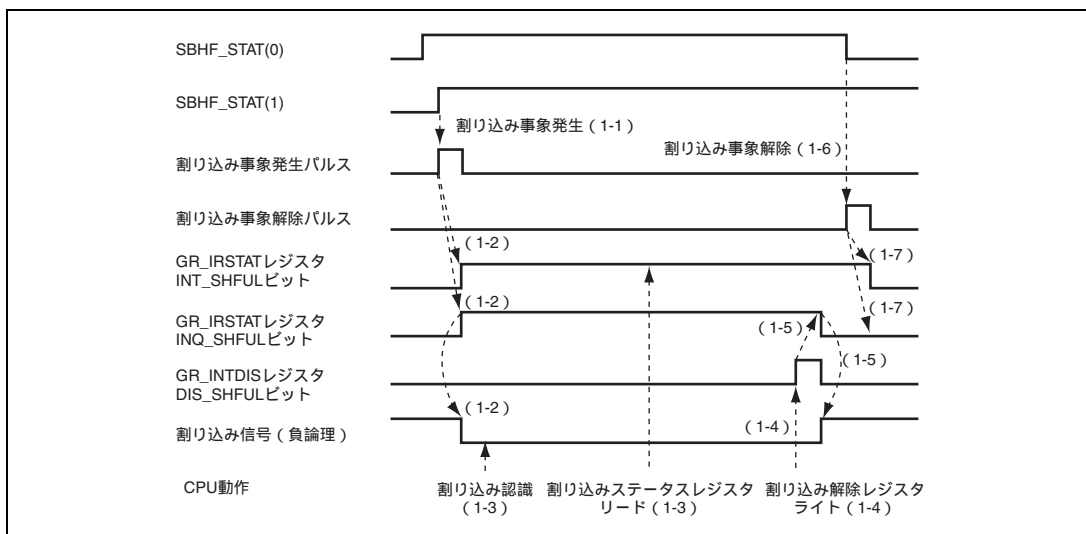 SBHF_STAT(0)
SBHF_STAT(1)
割り込み事象発生（1-1）
割り込み事象解除（1-6）
割り込み事象発生パルス
割り込み事象解除パルス
（1-2）
（1-7）
GR_IRSTATレジスタ
INT_SHFULビット
（1-2）
（1-7）
GR_IRSTATレジスタ
INQ_SHFULビット
（1-5）
（1-5）
GR_INTDISレジスタ
DIS_SHFULビット
（1-2）
（1-4）
割り込み信号（負論理）
CPU動作
割り込み認識
（1-3）
割り込みステータスレジスタ
リード（1-3）
割り込み解除レジスタ
ライト（1-4）